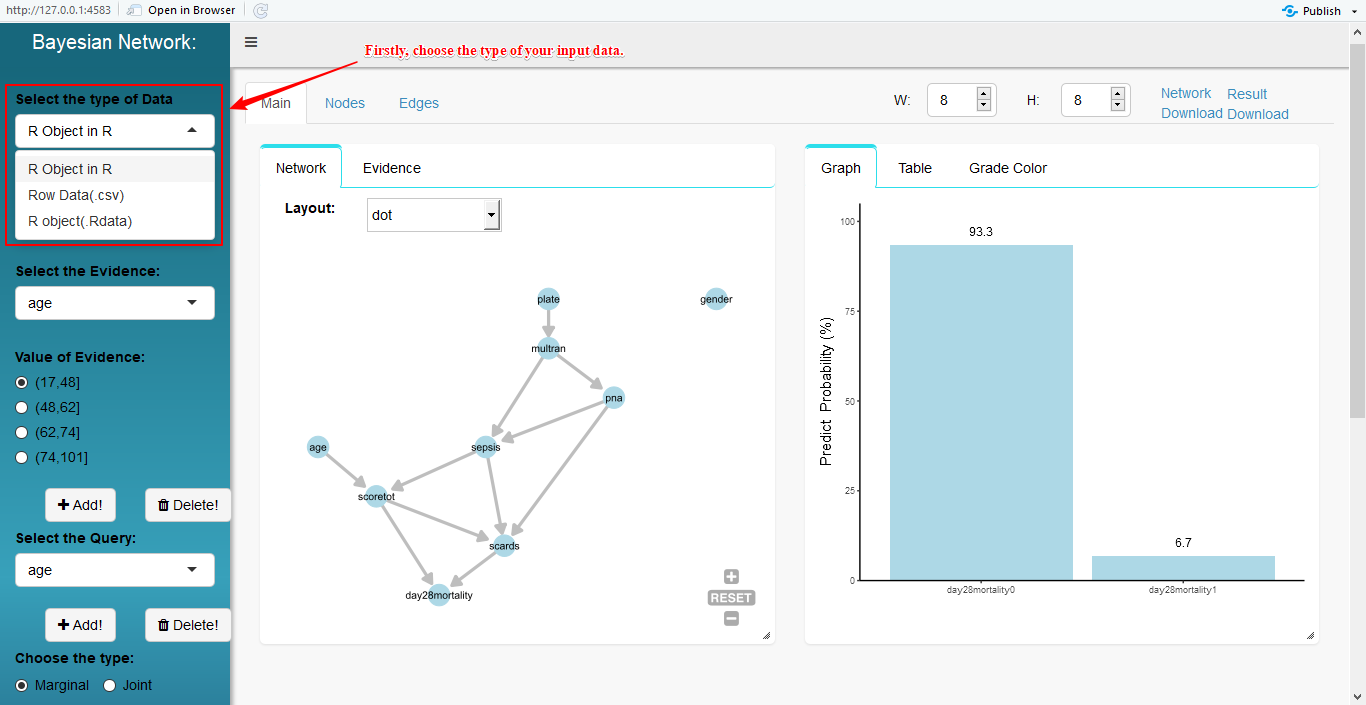 http://127.0.0.1:4583
Open in Browser
Publish
Bayesian Network:
Firstly, choose the type of your input data.
Select the type of Data
R Object in R
R Object in R
Row Data(.csv)
R object(.Rdata)
Select the Evidence:
age
Value of Evidence:
(17,48]
(48,62]
(62,74]
(74,101]
Add!
Delete!
Select the Query:
age
Add!
Delete!
Choose the type:
Marginal
Joint
Main
Nodes
Edges
W:
8
H:
8
Network
Download
Result
Download
Network
Evidence
Layout:
dot
plate
gender
multran
pna
age
sepsis
scoretot
scards
day28mortality
RESET
Graph
Table
Grade Color
Predict Probability (%)
100
75
50
25
0
93.3
6.7
day28mortality0
day28mortality1